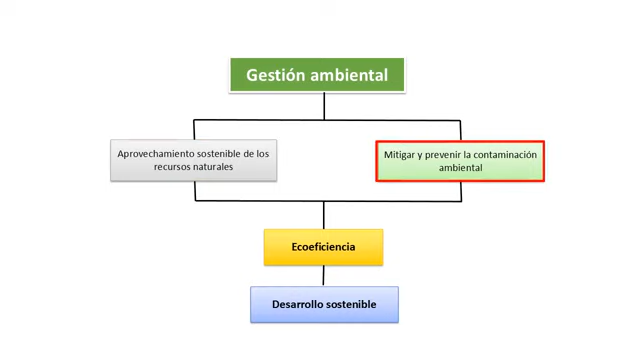 Gestión ambiental
Aprovechamiento sostenible de los
recursos naturales
Mitigar y prevenir la contaminación
ambiental
Ecoeficiencia
Desarrollo sostenible